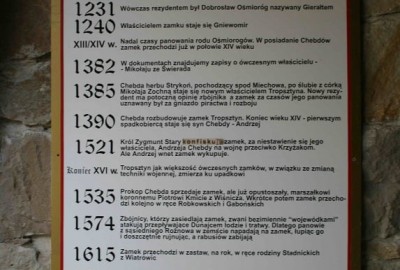 1231 Wówczas rezydentem był Dobrosław Ośmioróg nazywany Gierałtam
1240 Właścicielem zamku staje się Gniewomir
XIII/XIV w. Nadal czasy panowania rodu Ośmiorogów. W posiadanie Chebdów
zamek przechodzi już w połowie XIV wieku
1382 W dokumentach znajdujemy zapisy o ówczesnym właścicielu -
- Mikołaju ze Świerada
1385 Chebda herbu Strykoń, pochodzący spod Miechowa, po ślubie z córką
Mikołaja Zochną staje się nowym właścicielem Tropsztyna. Nowy rezy-
dent ma potoczną opinię zbójnika a zamek za czasów jego panowania
uznawany był za gniazdo piractwa i rozboju
1390 Chebda rozbudowuje zamek Tropsztyn. Koniec wieku XIV - pierwszym
spadkobiercą staje się syn Chebdy - Andrzej
1521 Król Zygmunt Stary konfiskuje zamek, za niestawienie się jego
właściciela, Andrzeja Chebdy na wojnę przeciwko Krzyżakom.
Ale Andrzej wnet zamek wykupuje.
Koniec XVI w. Tropsztyn jak większość ówczesnych zamków, w związku ze zmianą
techniki wojennej, zmierza ku upadkowi
1535 Prokop Chebda sprzedaje zamek, ale już opustoszały, marszałkowi
koronnemu Piotrowi Kmicie z Wiśnicza. Wkrótce potem zamek przecho-
dzi kolejno w ręce Robkowskich i Gabońskich
1574 Zbójnicy, którzy zasiedlają zamek, zwani bezimiennie "wojewódkami"
atakują przepływające Dunajcem łodzie i tratwy. Dlatego panowie
z sąsiedniego Rożnowa w zemście napadają na zamek, łupiąc go
i doszczętnie rujnując, a rabusiów zabijają
1615 Zamek przechodzi w zastaw, na rok, w ręce rodziny Stadnickich
z Wiatrowic